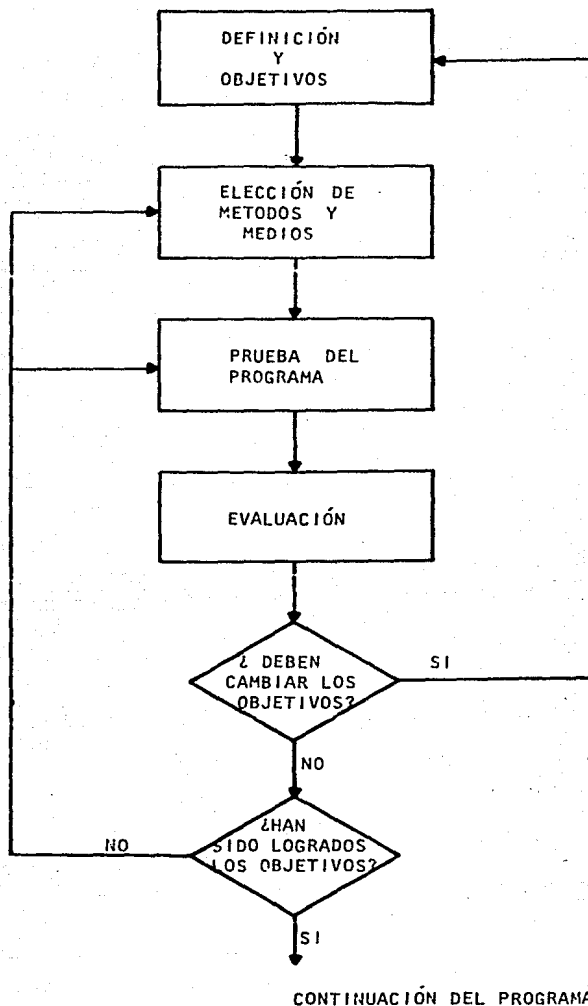 DEFINICIÓN
Y
OBJETIVOS
ELECCIÓN DE
METODOS Y
MEDIOS
PRUEBA DEL
PROGRAMA
EVALUACIÓN
¿ DEBEN
CAMBIAR LOS
OBJETIVOS?
SI
NO
¿HAN
SIDO LOGRADOS
LOS OBJETIVOS?
NO
SI
CONTINUACIÓN DEL PROGRAMA